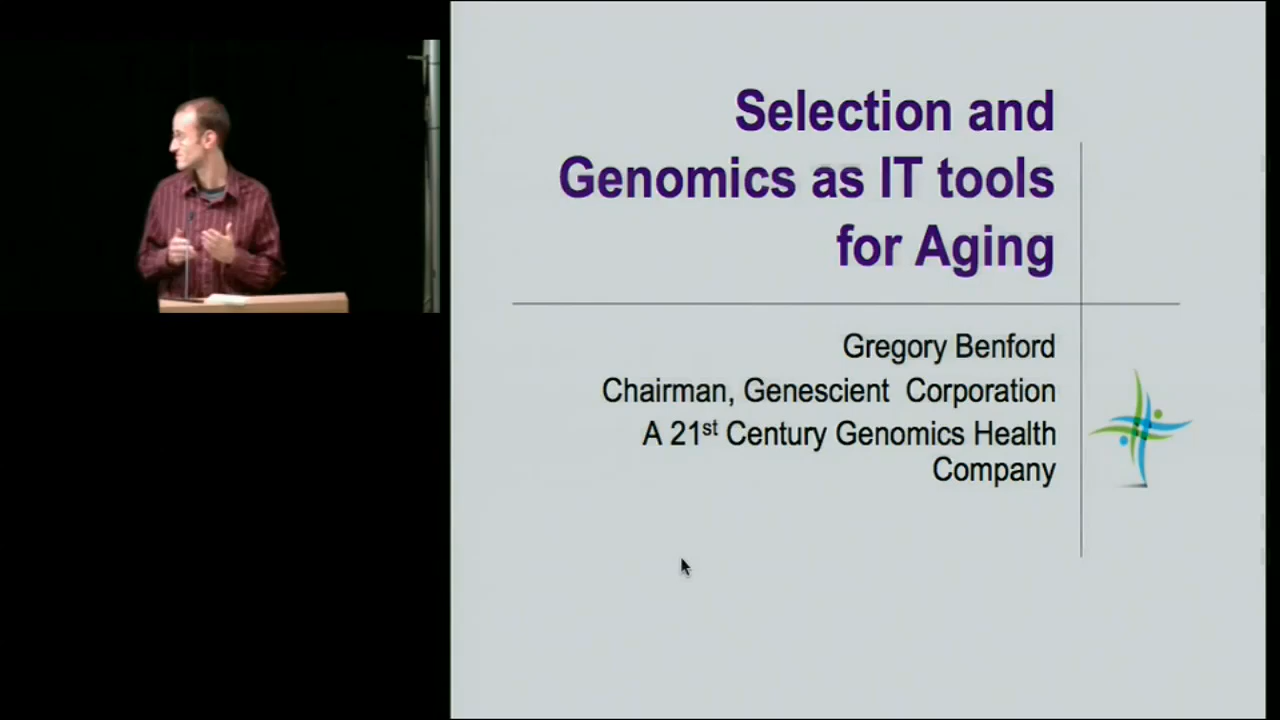 Selection and
Genomics as IT tools
for Aging
Gregory Benford
Chairman, Genescient Corporation
A 21st Century Genomics Health
Company